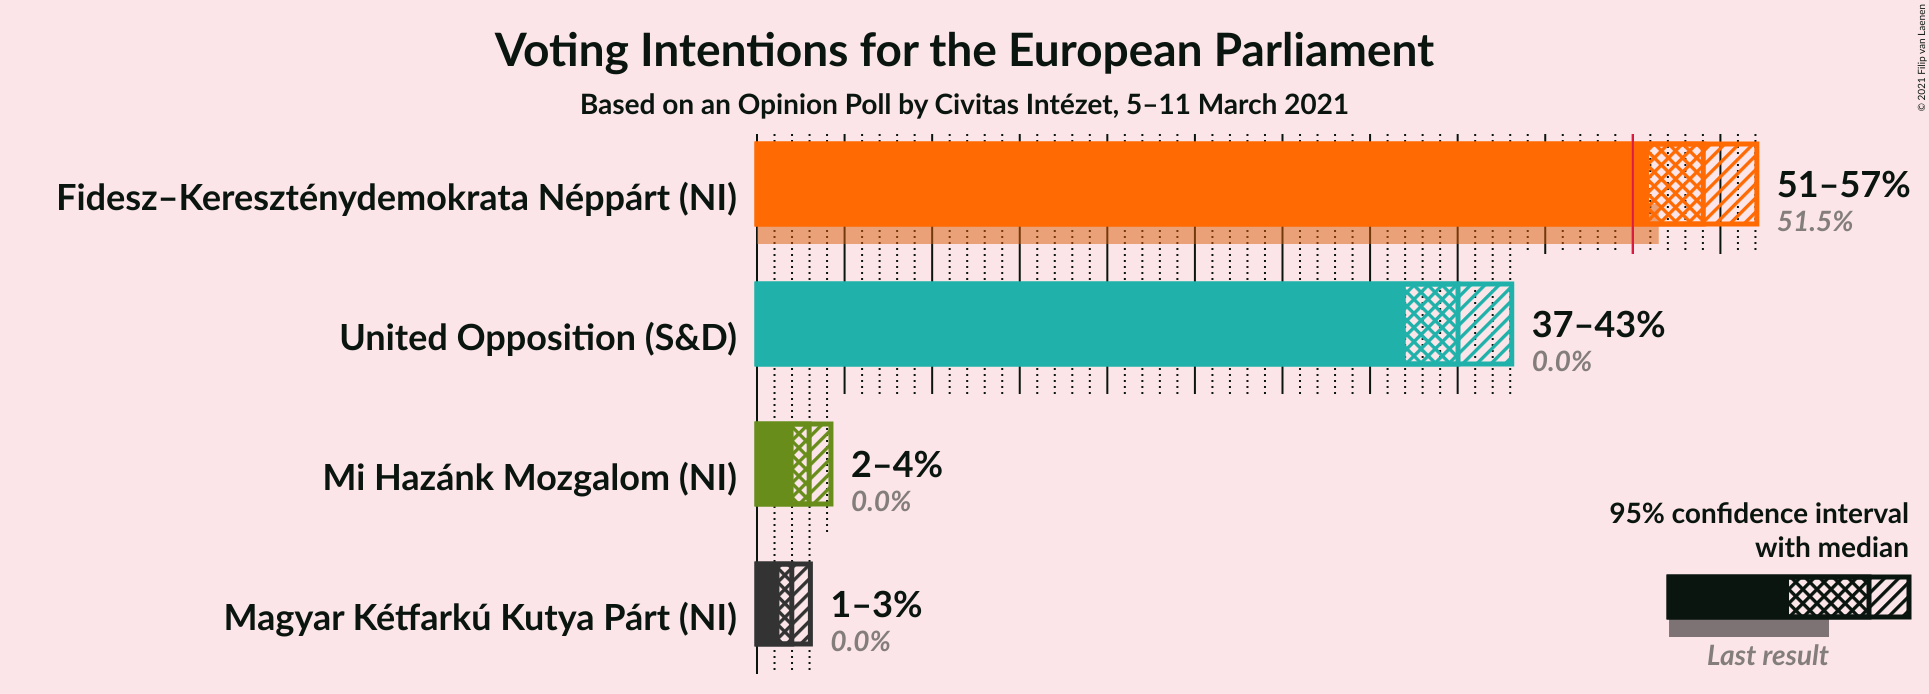 Voting Intentions for the European Parliament
Based on an Opinion Poll by Civitas Intézet, 5–11 March 2021
© 2021 Filip van Laenen
Fidesz–Kereszténydemokrata Néppárt (NI)
51–57%
51.5%
United Opposition (S&D)
37–43%
0.0%
Mi Hazánk Mozgalom (NI)
2–4%
0.0%
Magyar Kétfarkú Kutya Párt (NI)
1–3%
0.0%
95% confidence interval
with median
Last result